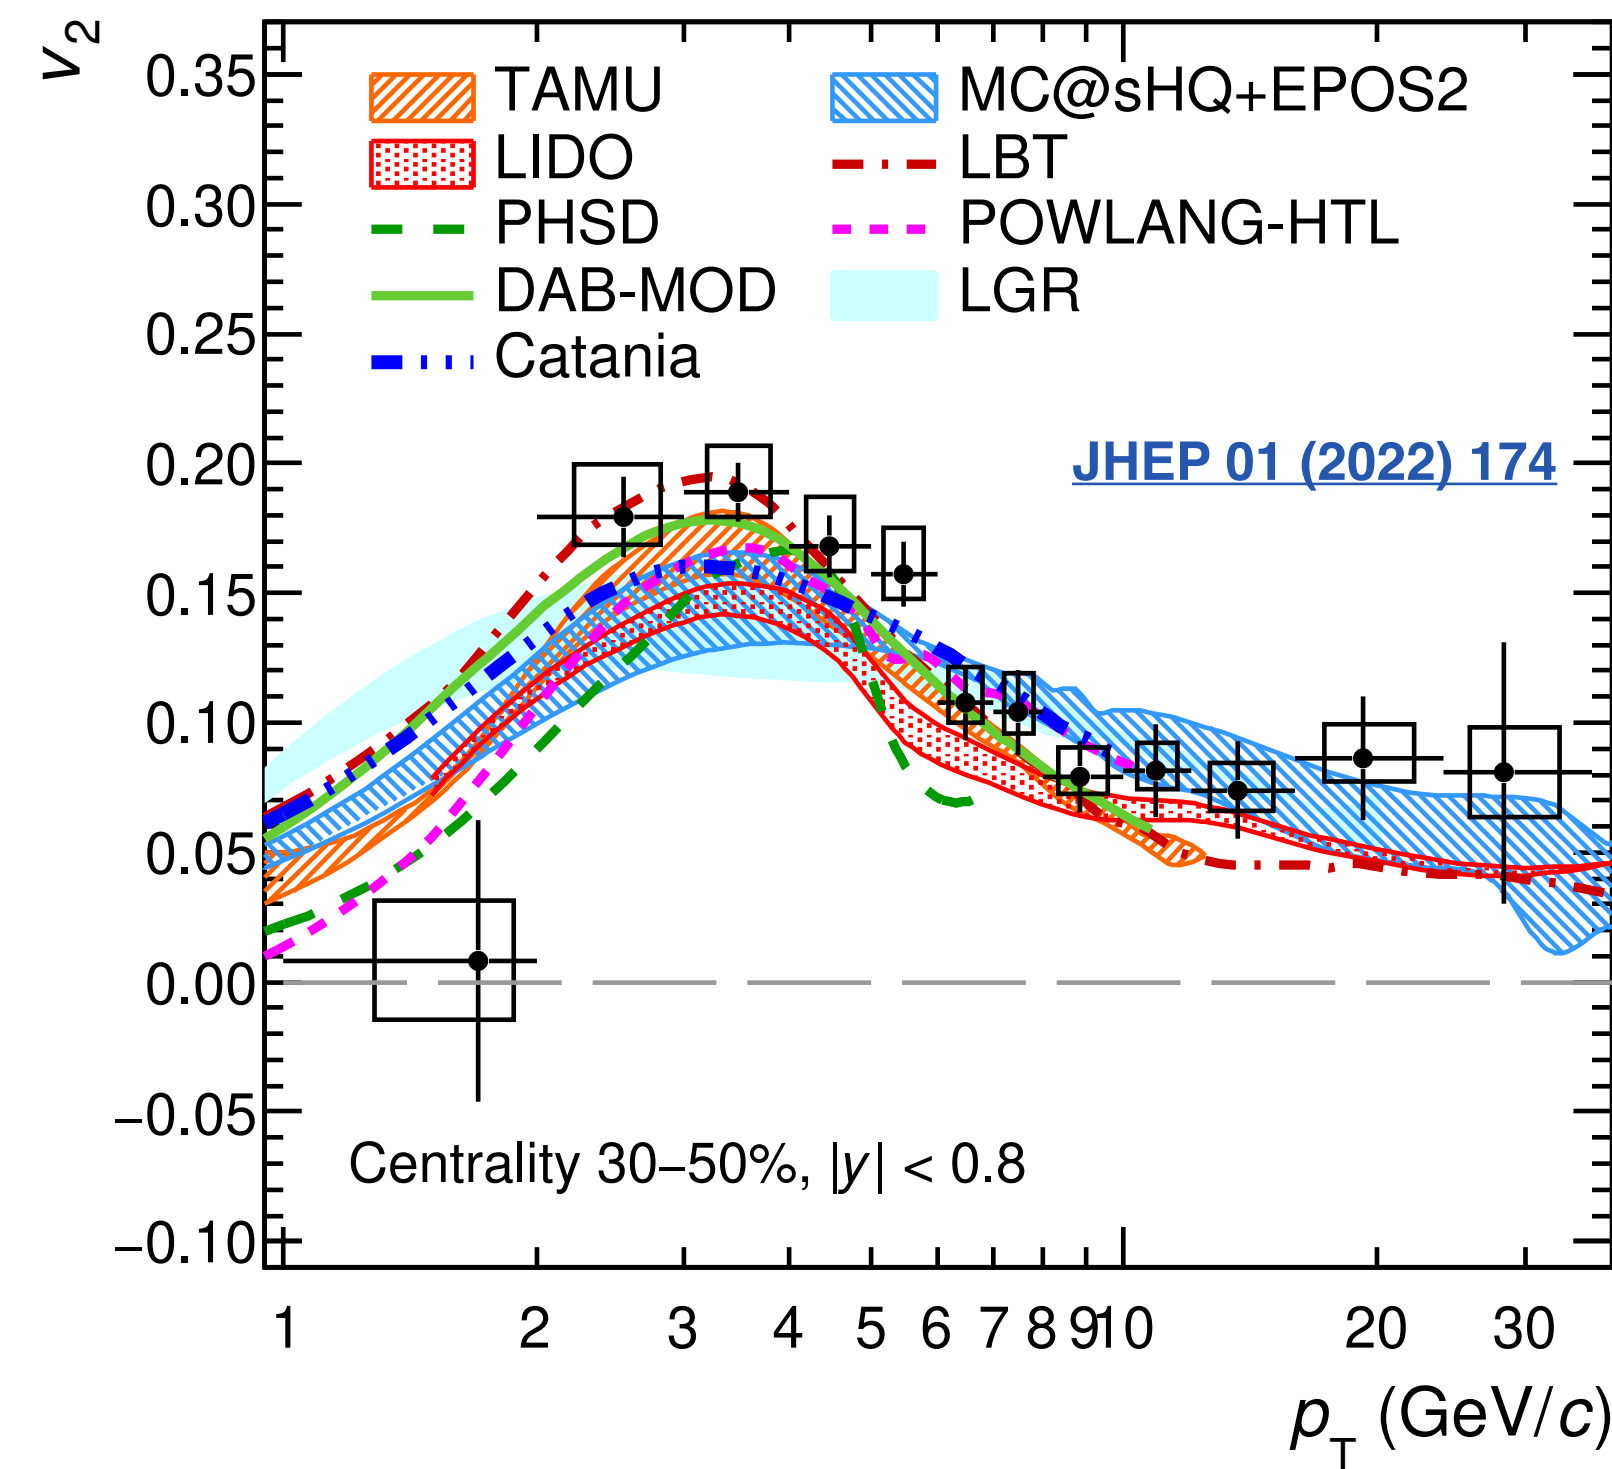 v2
0.35
0.30
0.25
0.20
0.15
0.10
0.05
0.00
−0.05
−0.10
TAMU
LIDO
PHSD
DAB-MOD
Catania
MC@sHQ+EPOS2
LBT
POWLANG-HTL
LGR
JHEP 01 (2022) 174
Centrality 30–50%, |y| < 0.8
1 2 3 4 5 6 7 8 9 10 20 30
pT (GeV/c)